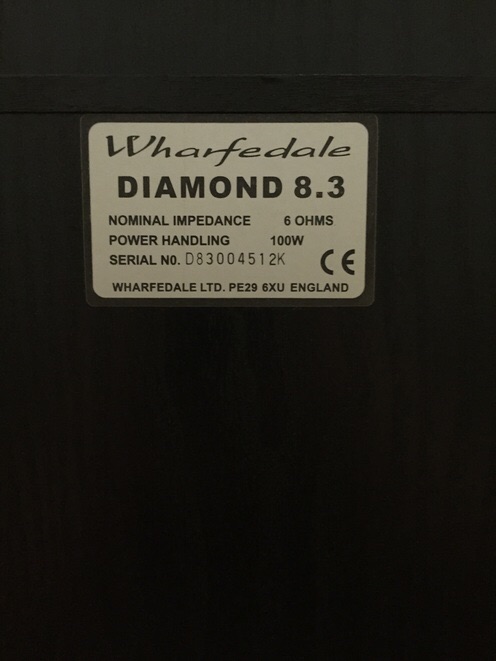 Wharfedale
DIAMOND 8.3
NOMINAL IMPEDANCE 6 OHMS
POWER HANDLING 100W
SERIAL NO. D83004512K CE
WHARFEDALE LTD. PE29 6XU ENGLAND